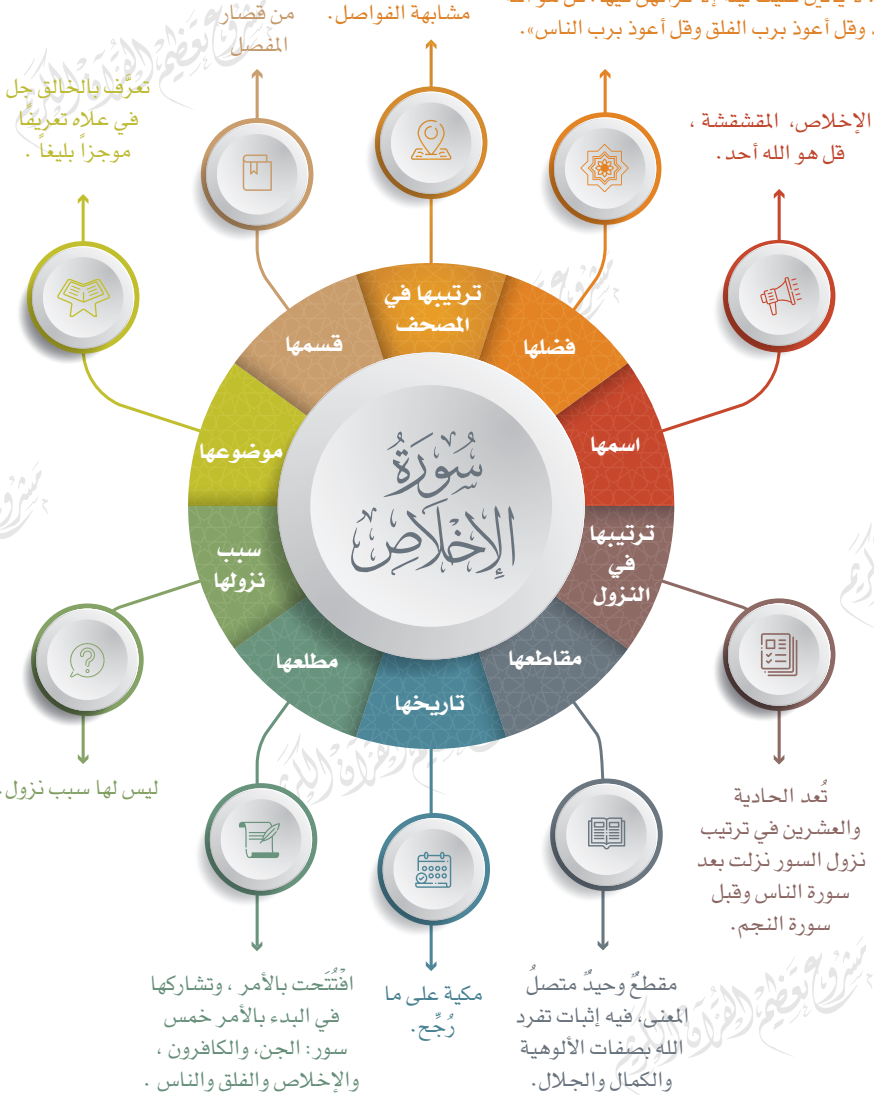 وقل أعوذ برب الفلق وقل أعوذ برب الناس».
مشابهة الفواصل.
من قصار
المفصل
تعرَّف بالخالق جل
في علاه تعريفًا
موجزاً بليغاً .
الإخلاص، المقشقشة ،
قل هو الله أحد.
ترتيبها في
المصحف
فضلها
قسمها
اسمها
موضوعها
سُورَةُ
الإِخْلَاصِ
ترتيبها
في
النزول
سبب
نزولها
مقاطعها
مطلعها
تاريخها
تُعد الحادية
والعشرين في ترتيب
نزول السور نزلت بعد
سورة الناس وقبل
سورة النجم.
ليس لها سبب نزول.
مقطعٌ وحيدٌ متصلُ
المعنى، فيه إثبات تفرد
الله بصفات الألوهية
والكمال والجلال.
مكية على ما
رُجِّح.
افْتُتَحت بالأمر ، وتشاركها
في البدء بالأمر خمس
سور: الجن، والكافرون ،
والإخلاص والفلق والناس .